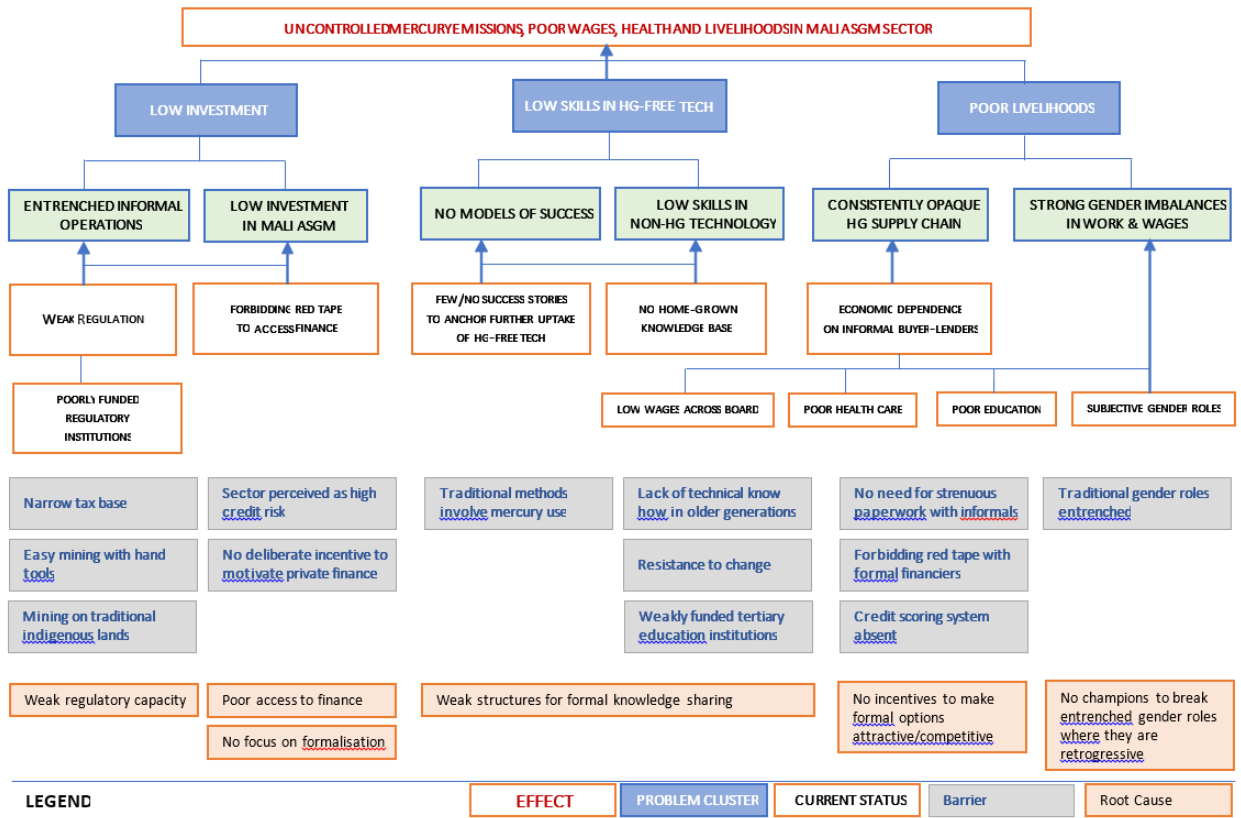 UNCONTROLLED MERCURY EMISSIONS, POOR WAGES, HEALTH AND LIVELIHOODS IN MALI ASGM SECTOR
LOW INVESTMENT
LOW SKILLS IN HG-FREE TECH
POOR LIVELIHOODS
ENTRENCHED INFORMAL
OPERATIONS
LOW INVESTMENT
IN MALI ASGM
NO MODELS OF SUCCESS
LOW SKILLS IN
NON-HG TECHNOLOGY
CONSISTENTLY OPAQUE
HG SUPPLY CHAIN
STRONG GENDER IMBALANCES
IN WORK & WAGES
WEAK REGULATION
FORBIDDING RED TAPE
TO ACCESS FINANCE
FEW/NO SUCCESS STORIES
TO ANCHOR FURTHER UPTAKE
OF HG-FREE TECH
NO HOME-GROWN
KNOWLEDGE BASE
ECONOMIC DEPENDENCE
ON INFORMAL BUYER-LENDERS
POORLY FUNDED
REGULATORY
INSTITUTIONS
LOW WAGES ACROSS BOARD
POOR HEALTH CARE
POOR EDUCATION
SUBJECTIVE GENDER ROLES
Narrow tax base
Sector perceived as high
credit risk
Traditional methods
involve mercury use
Lack of technical know
how in older generations
No need for strenuous
paperwork with informals
Traditional gender roles
entrenched
Easy mining with hand
tools
No deliberate incentive to
motivate private finance
Resistance to change
Forbidding red tape with
formal financiers
Mining on traditional
indigenous lands
Weakly funded tertiary
education institutions
Credit scoring system
absent
Weak regulatory capacity
Poor access to finance
No focus on formalisation
Weak structures for formal knowledge sharing
No incentives to make
formal options
attractive/competitive
No champions to break
entrenched gender roles
where they are
retrogressive
LEGEND
EFFECT
PROBLEM CLUSTER
CURRENT STATUS
Barrier
Root Cause